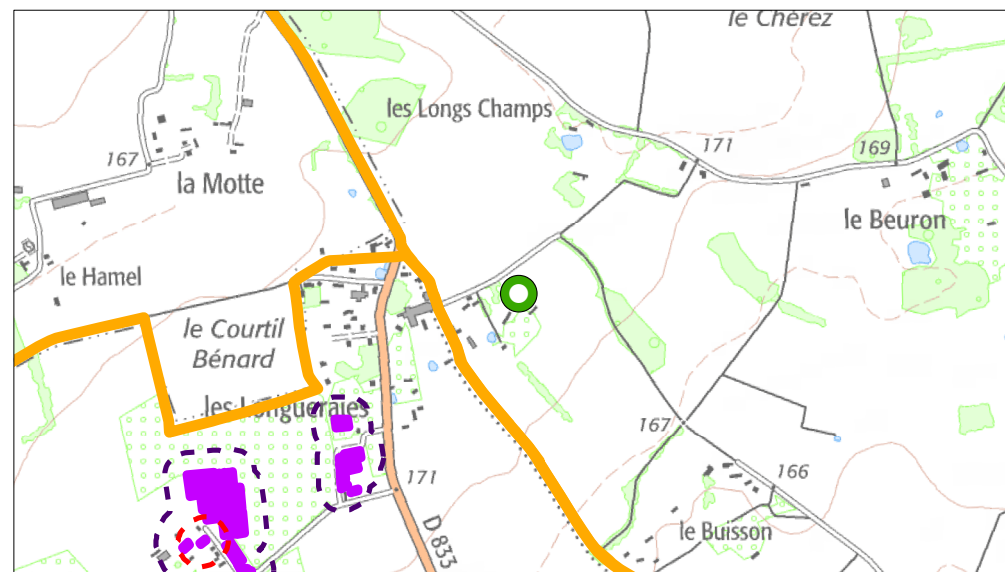 le Chérez
les Longs Champs
171
169
167
la Motte
le Beuron
le Hamel
le Courtil
Bénard
les Longueraies
167
166
171
le Buisson
D 833